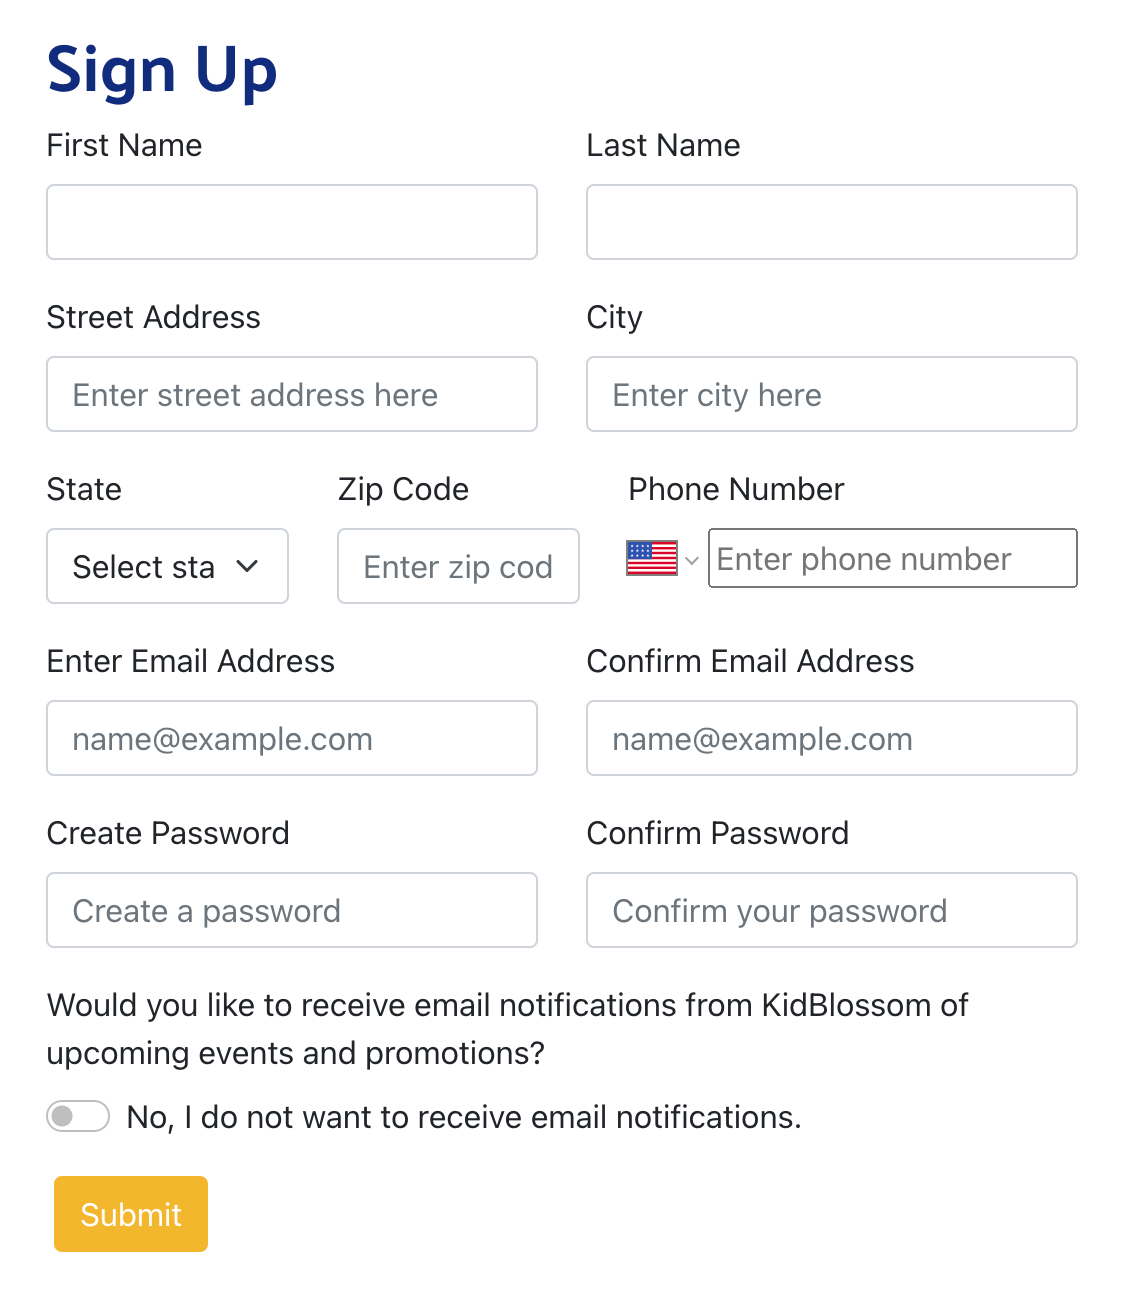 Sign Up
First Name
Last Name
Street Address
City
Enter street address here
Enter city here
State
Zip Code
Phone Number
Select sta
Enter zip cod
Enter phone number
Enter Email Address
Confirm Email Address
name@example.com
name@example.com
Create Password
Confirm Password
Create a password
Confirm your password
Would you like to receive email notifications from KidBlossom of
upcoming events and promotions?
No, I do not want to receive email notifications.
Submit